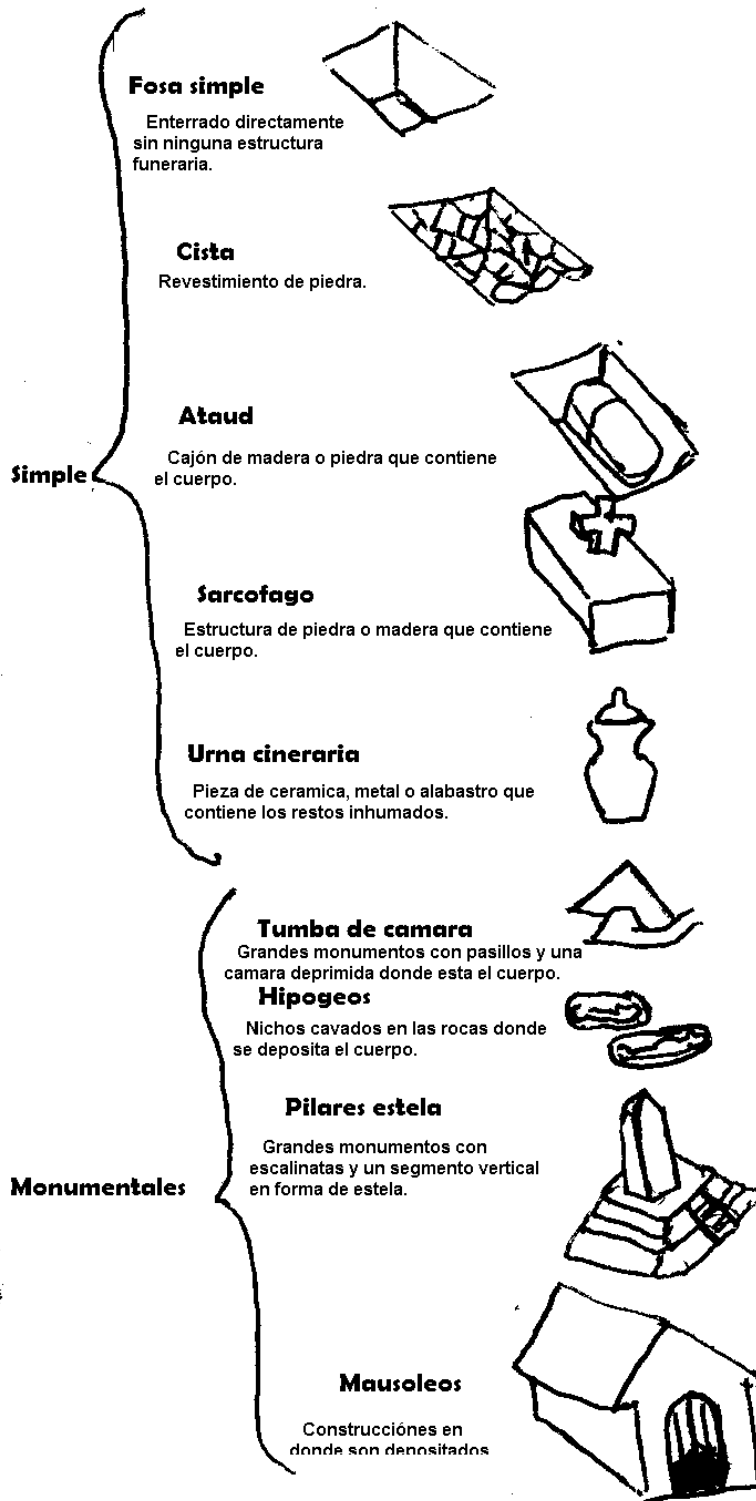 Fosa simple
Enterrado directamente
sin ninguna estructura
funeraria.
Cista
Revestimiento de piedra.
Ataud
Cajón de madera o piedra que contiene
el cuerpo.
Simple
Sarcofago
Estructura de piedra o madera que contiene
el cuerpo.
Urna cineraria
Pieza de ceramica, metal o alabastro que
contiene los restos inhumados.
Tumba de camara
Grandes monumentos con pasillos y una
camara deprimida donde esta el cuerpo.
Hipogeos
Nichos cavados en las rocas donde
se deposita el cuerpo.
Pilares estela
Grandes monumentos con
escalinatas y un segmento vertical
en forma de estela.
Monumentales
Mausoleos
Construcciónes en
donde son depositados